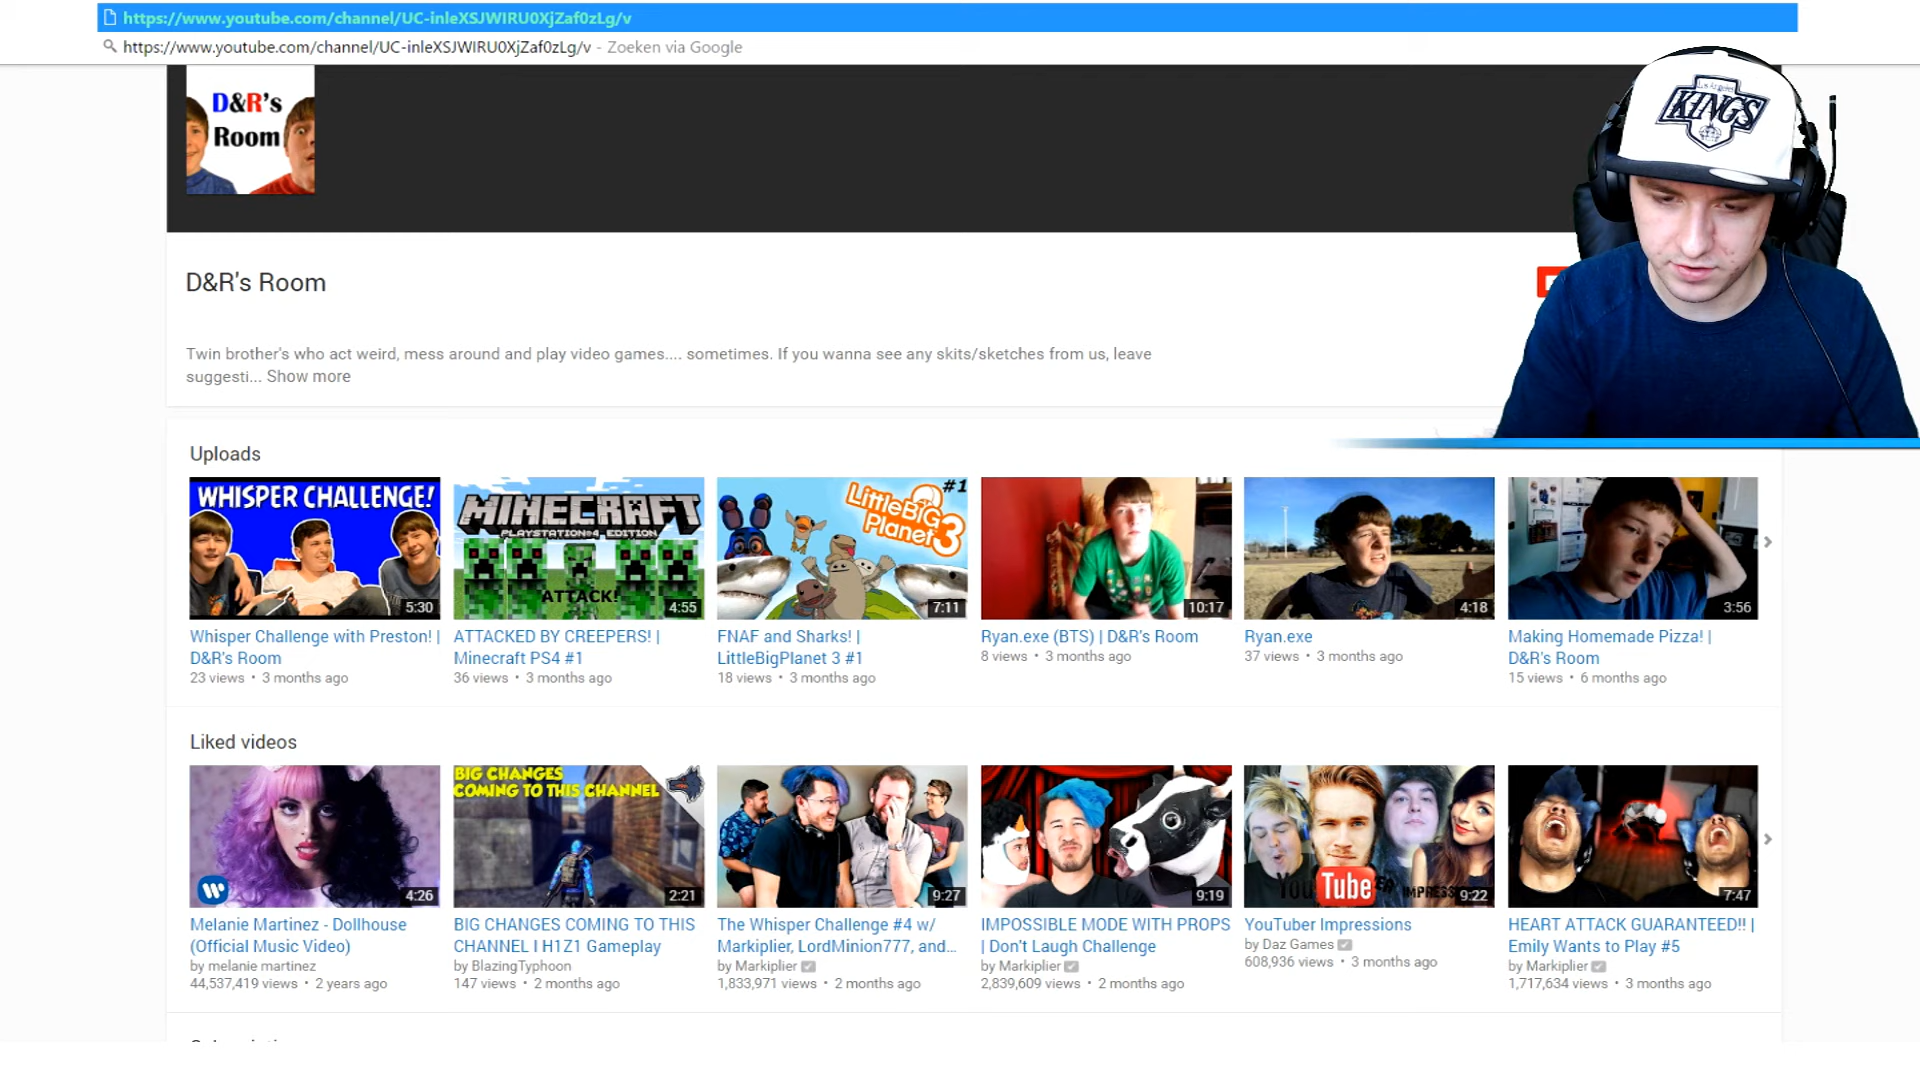 https://www.youtube.com/channel/UC-inleXSJWIRU0XjZaf0zLg/v
https://www.youtube.com/channel/UC-inleXSJWIRU0XjZaf0zLg/v - Zoeken via Google
D&R's
Room
Los Angeles
KINGS
D&R's Room
Twin brother's who act weird, mess around and play video games.... sometimes. If you wanna see any skits/sketches from us, leave
suggesti... Show more
Uploads
WHISPER CHALLENGE!
5:30
MINECRAFT
PLAYSTATION®4 EDITION
ATTACK!
4:55
#1
LittleBIG
Planet 3
7:11
10:17
4:18
3:56
Whisper Challenge with Preston! |
D&R's Room
23 views • 3 months ago
ATTACKED BY CREEPERS! |
Minecraft PS4 #1
36 views • 3 months ago
FNAF and Sharks! |
LittleBigPlanet 3 #1
18 views • 3 months ago
Ryan.exe (BTS) | D&R's Room
8 views • 3 months ago
Ryan.exe
37 views • 3 months ago
Making Homemade Pizza! |
D&R's Room
15 views • 6 months ago
Liked videos
4:26
BIG CHANGES
COMING TO THIS CHANNEL
2:21
9:27
9:19
YouTuber IMPRESS
9:22
7:47
Melanie Martinez - Dollhouse
(Official Music Video)
by melanie martinez
44,537,419 views • 2 years ago
BIG CHANGES COMING TO THIS
CHANNEL I H1Z1 Gameplay
by BlazingTyphoon
147 views • 2 months ago
The Whisper Challenge #4 w/
Markiplier, LordMinion777, and...
by Markiplier
1,833,971 views • 2 months ago
IMPOSSIBLE MODE WITH PROPS
| Don't Laugh Challenge
by Markiplier
2,839,609 views • 2 months ago
YouTuber Impressions
by Daz Games
608,936 views • 3 months ago
HEART ATTACK GUARANTEED!! |
Emily Wants to Play #5
by Markiplier
1,717,634 views • 3 months ago